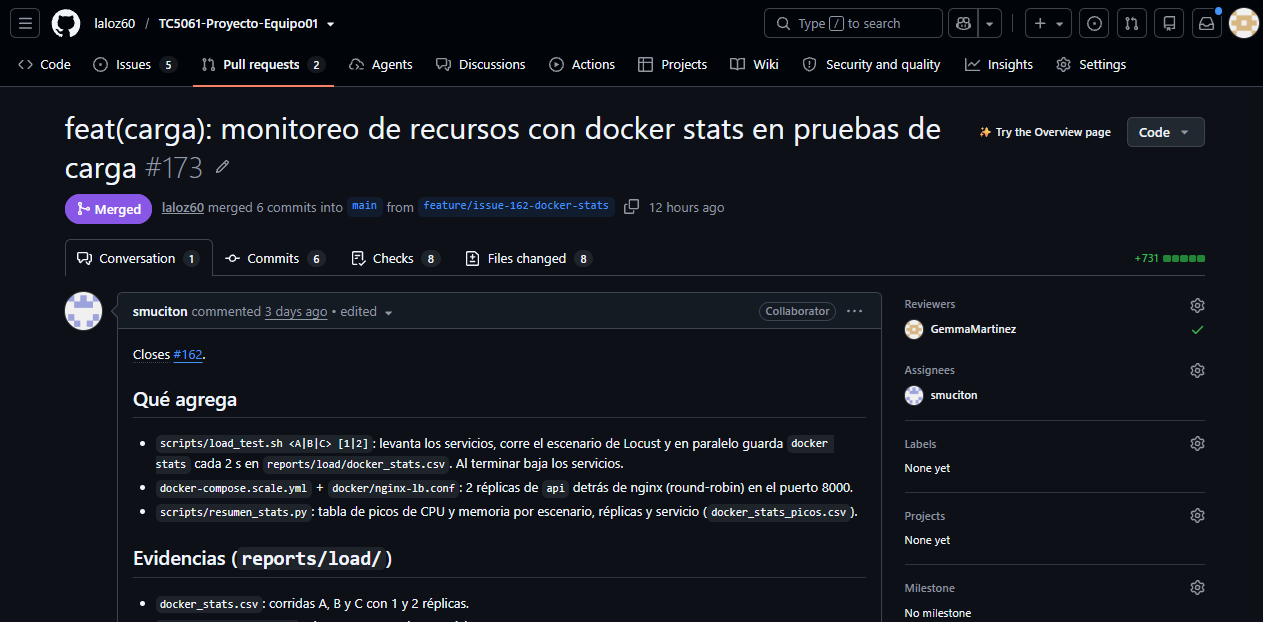 laloz60 / TC5061-Proyecto-Equipo01
Type / to search
Code Issues 5 Pull requests 2 Agents Discussions Actions Projects Wiki Security and quality Insights Settings
feat(carga): monitoreo de recursos con docker stats en pruebas de
carga #173
Try the Overview page Code
Merged laloz60 merged 6 commits into main from feature/issue-162-docker-stats 12 hours ago
Conversation 1 Commits 6 Checks 8 Files changed 8 +731
smuciton commented 3 days ago • edited Collaborator
Closes #162.
Qué agrega
• scripts/load_test.sh <A|B|C> [1|2]: levanta los servicios, corre el escenario de Locust y en paralelo guarda docker
stats cada 2 s en reports/load/docker_stats.csv. Al terminar baja los servicios.
• docker-compose.scale.yml + docker/nginx-lb.conf: 2 réplicas de api detrás de nginx (round-robin) en el puerto 8000.
• scripts/resumen_stats.py: tabla de picos de CPU y memoria por escenario, réplicas y servicio (docker_stats_picos.csv).
Evidencias (reports/load/)
• docker_stats.csv: corridas A, B y C con 1 y 2 réplicas.
Reviewers
GemmaMartinez
Assignees
smuciton
Labels
None yet
Projects
None yet
Milestone
No milestone